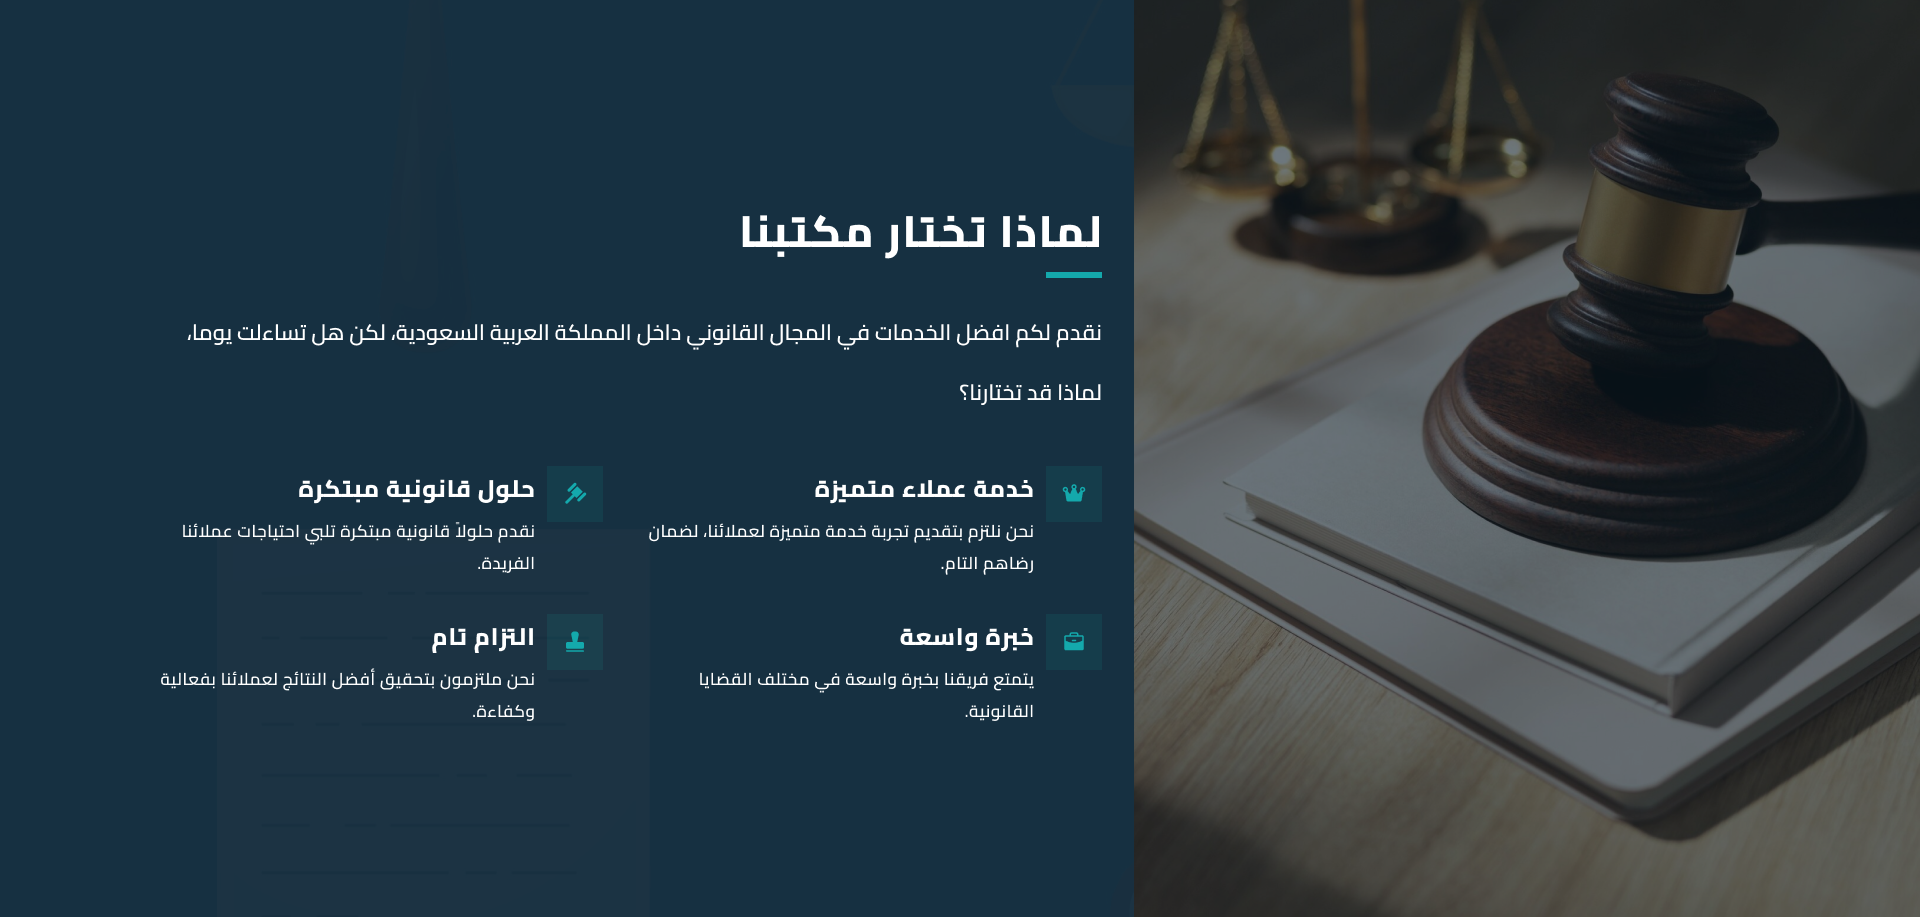 لماذا تختار مكتبنا
نقدم لكم افضل الخدمات في المجال القانوني داخل المملكة العربية السعودية، لكن هل تساءلت يوما،
لماذا قد تختارنا؟
خدمة عملاء متميزة
نحن نلتزم بتقديم تجربة خدمة متميزة لعملائنا، لضمان
رضاهم التام.
حلول قانونية مبتكرة
نقدم حلولاً قانونية مبتكرة تلبي احتياجات عملائنا
الفريدة.
خبرة واسعة
يتمتع فريقنا بخبرة واسعة في مختلف القضايا
القانونية.
التزام تام
نحن ملتزمون بتحقيق أفضل النتائج لعملائنا بفعالية
وكفاءة.